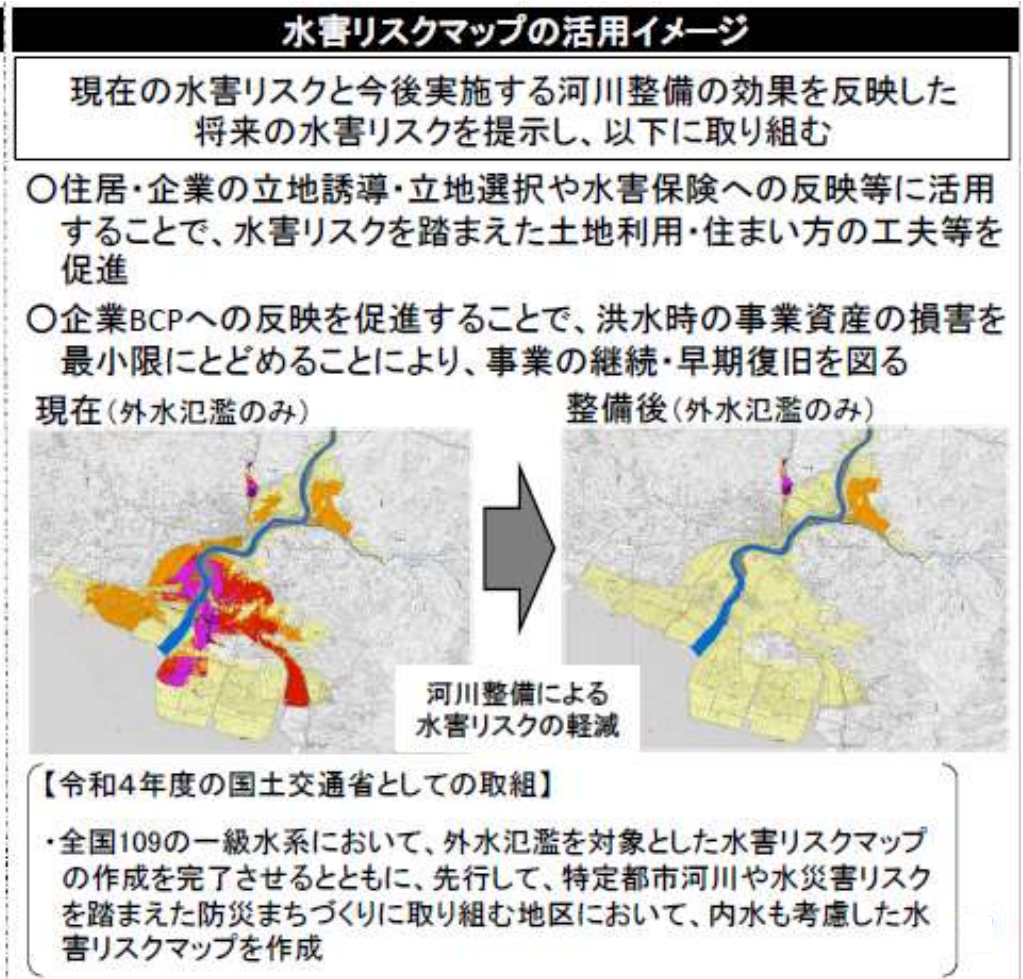 水害リスクマップの活用イメージ
現在の水害リスクと今後実施する河川整備の効果を反映した
将来の水害リスクを提示し、以下に取り組む
〇住居・企業の立地誘導・立地選択や水害保険への反映等に活用
することで、水害リスクを踏まえた土地利用・住まい方の工夫等を
促進
〇企業BCPへの反映を促進することで、洪水時の事業資産の損害を
最小限にとどめることにより、事業の継続・早期復旧を図る
現在(外水氾濫のみ)
整備後(外水氾濫のみ)
河川整備による
水害リスクの軽減
【令和4年度の国土交通省としての取組】
・全国109の一級水系において、外水氾濫を対象とした水害リスクマップ
の作成を完了させるとともに、先行して、特定都市河川や水災害リスク
を踏まえた防災まちづくりに取り組む地区において、内水も考慮した水
害リスクマップを作成